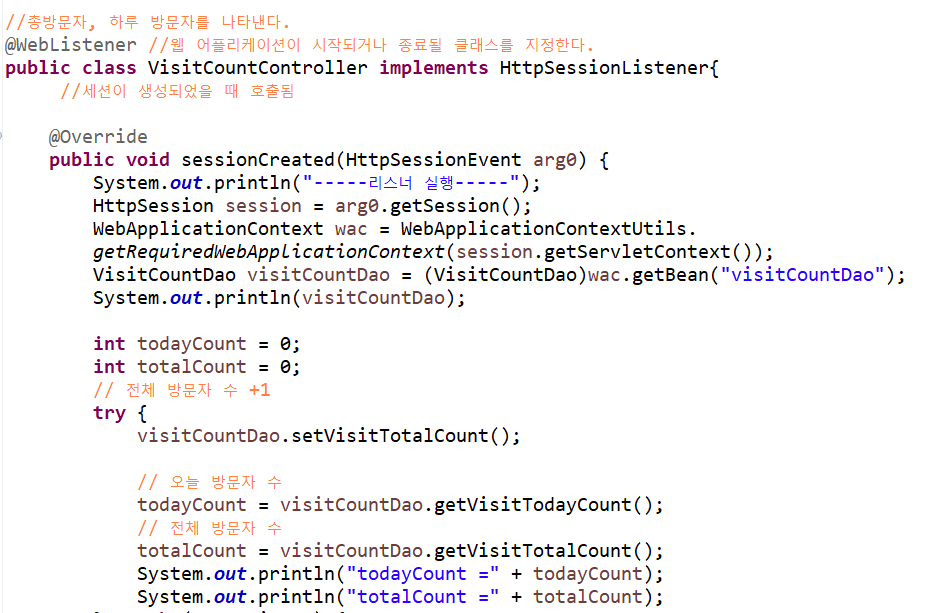 //총방문자, 하루 방문자를 나타낸다.
@WebListener //웹 어플리케이션이 시작되거나 종료될 클래스를 지정한다.
public class VisitCountController implements HttpSessionListener{
//세션이 생성되었을 때 호출됨
@Override
public void sessionCreated(HttpSessionEvent arg0) {
System.out.println("-----리스너 실행-----");
HttpSession session = arg0.getSession();
WebApplicationContext wac = WebApplicationContextUtils.
getRequiredWebApplicationContext(session.getServletContext());
VisitCountDao visitCountDao = (VisitCountDao)wac.getBean("visitCountDao");
System.out.println(visitCountDao);
int todayCount = 0;
int totalCount = 0;
// 전체 방문자 수 +1
try {
visitCountDao.setVisitTotalCount();
// 오늘 방문자 수
todayCount = visitCountDao.getVisitTodayCount();
// 전체 방문자 수
totalCount = visitCountDao.getVisitTotalCount();
System.out.println("todayCount =" + todayCount);
System.out.println("totalCount =" + totalCount);